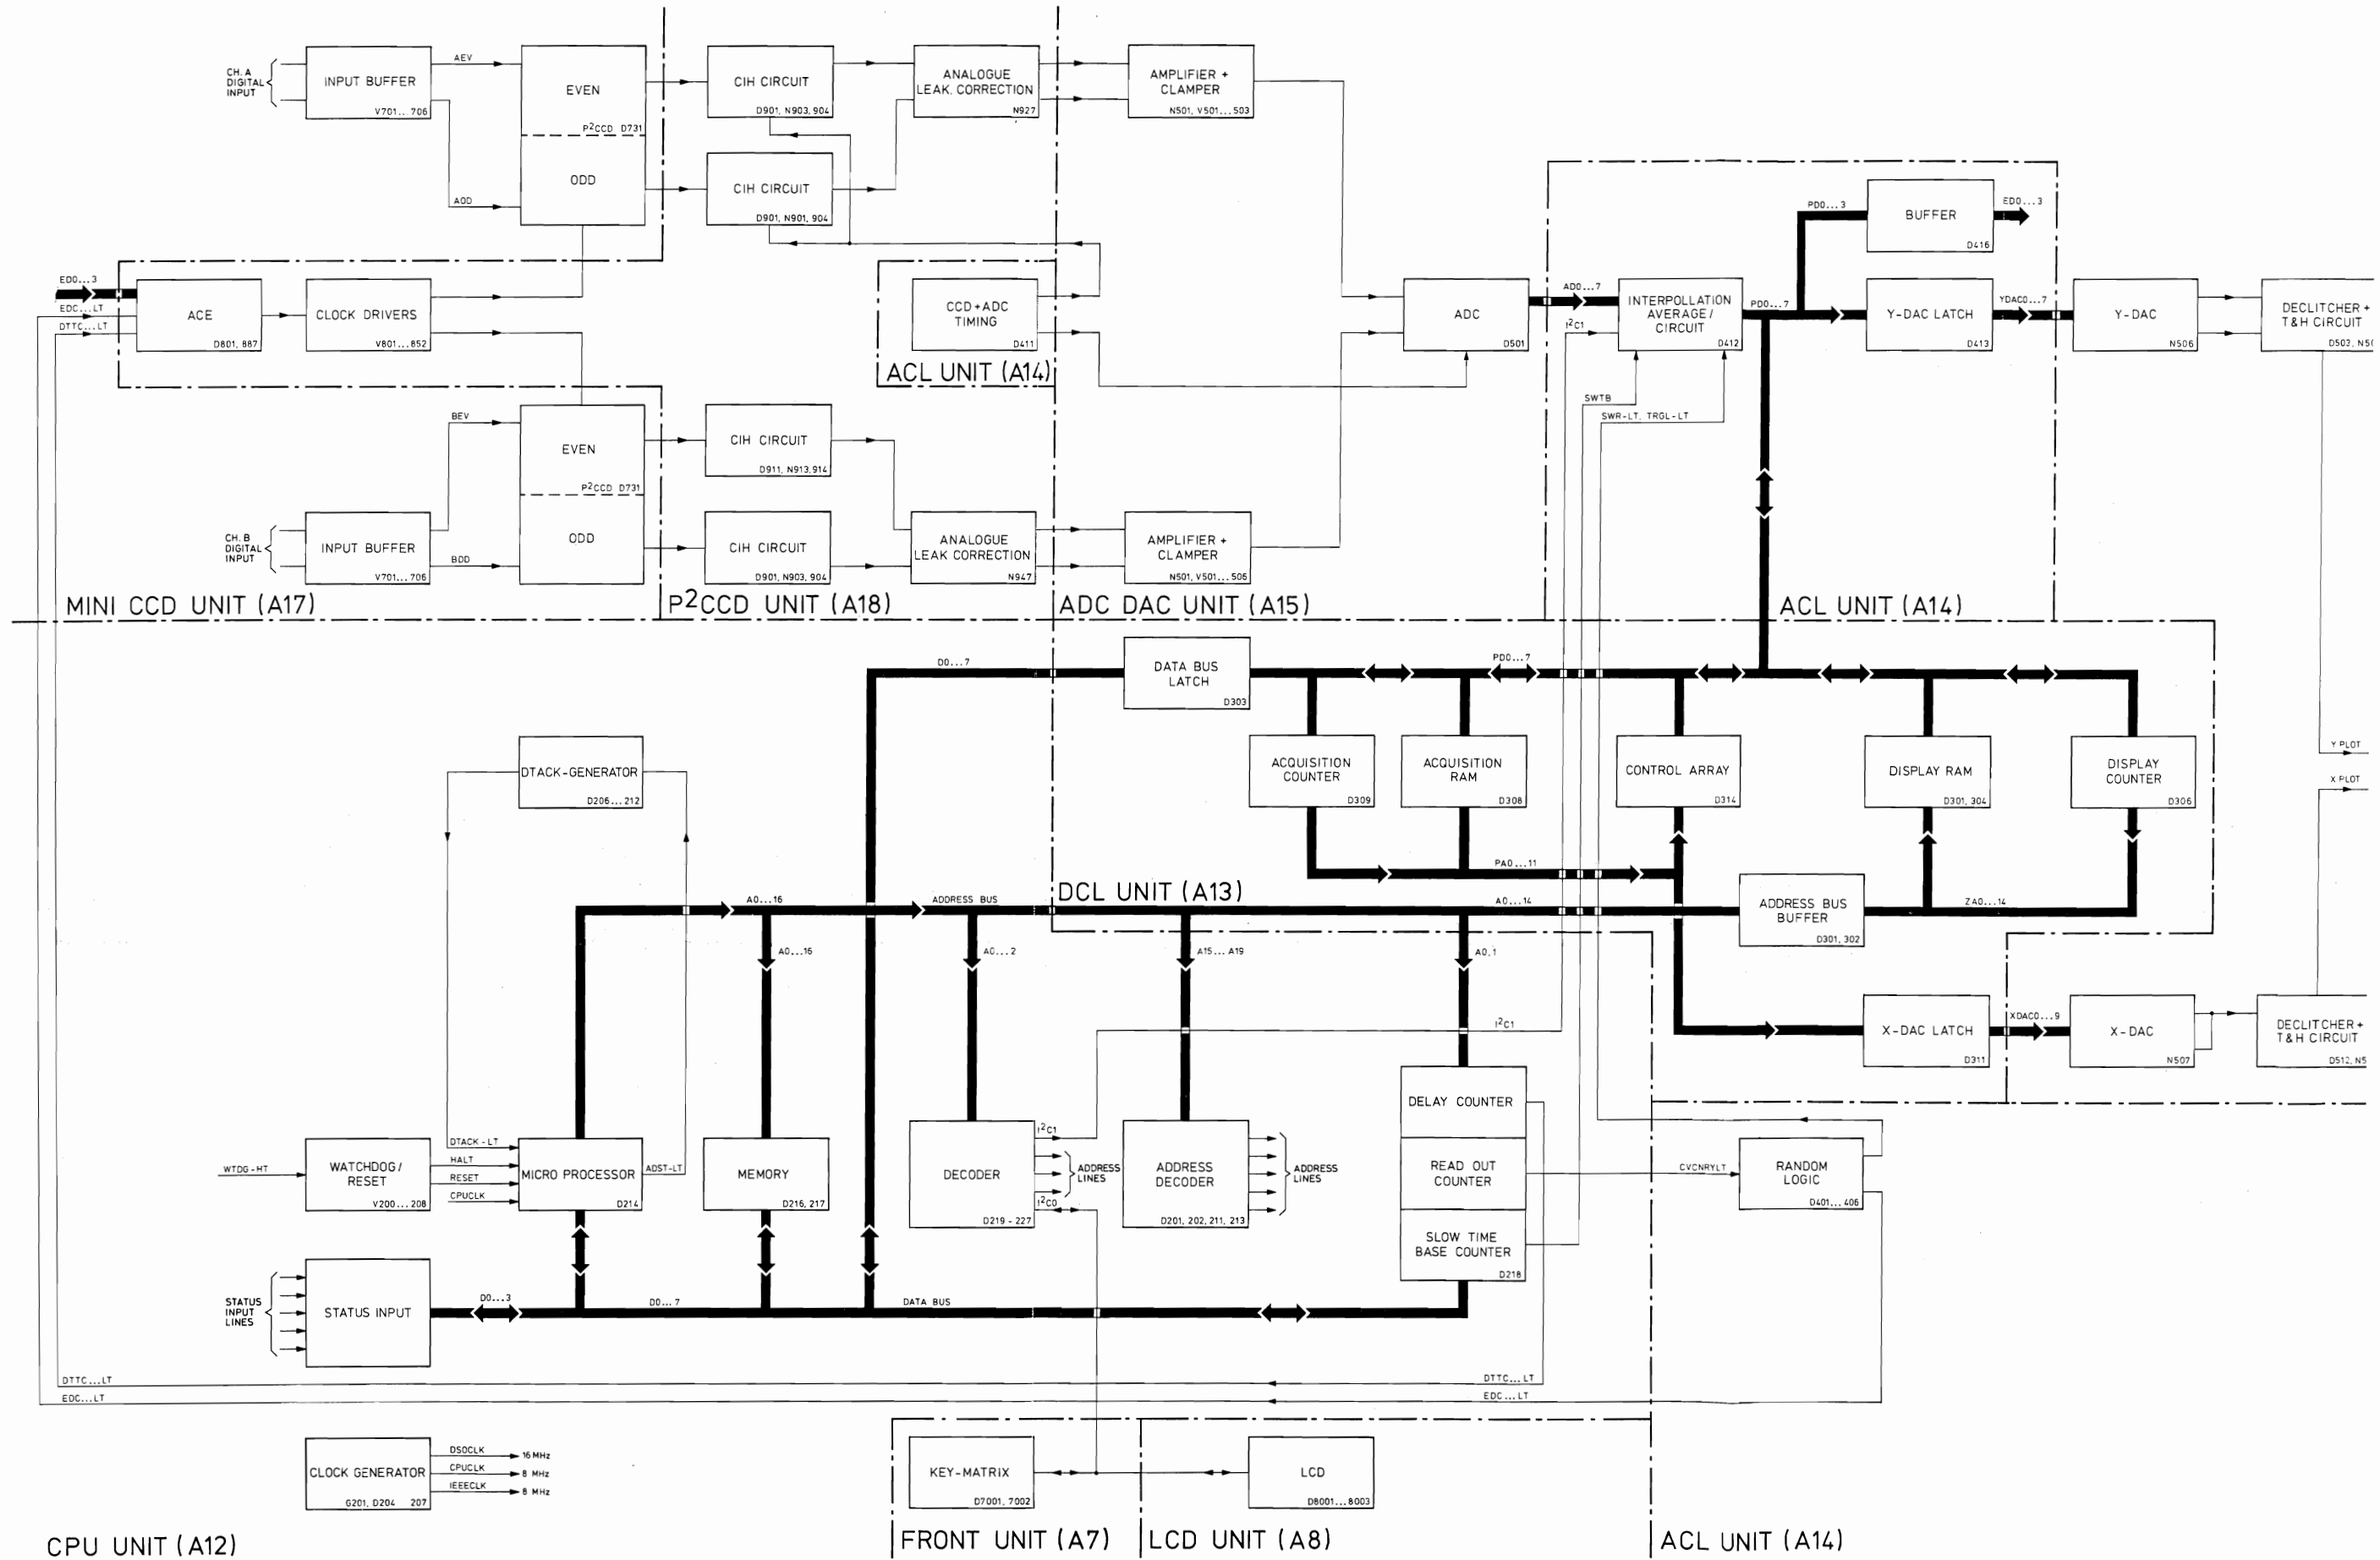 CH. A
DIGITAL
INPUT
INPUT BUFFER
V701...706
AEV
AOD
EVEN
P2CCD D731
ODD
CIH CIRCUIT
D901, N903, 904
CIH CIRCUIT
D901, N901, 904
ANALOGUE
LEAK. CORRECTION
N927
AMPLIFIER +
CLAMPER
N501, V501...503
ED0...3
EDC...LT
DTTC...LT
ACE
D801, 887
CLOCK DRIVERS
V801...852
CCD+ADC
TIMING
D411
ACL UNIT (A14)
ADC
D501
AD0...7
I2C1
INTERPOLLATION
AVERAGE/
CIRCUIT
D412
SWTB
SWR-LT, TRGL-LT
PD0...7
PD0...3
BUFFER
D416
ED0...3
Y-DAC LATCH
D413
YDAC0...7
Y-DAC
N506
DECLITCHER +
T&H CIRCUIT
D503, N50
BEV
BDD
CH. B
DIGITAL
INPUT
INPUT BUFFER
V701...706
EVEN
P2CCD D731
ODD
CIH CIRCUIT
D911, N913,914
CIH CIRCUIT
D901, N903, 904
ANALOGUE
LEAK CORRECTION
N947
AMPLIFIER +
CLAMPER
N501, V501...506
MINI CCD UNIT (A17)
P2CCD UNIT (A18)
ADC DAC UNIT (A15)
ACL UNIT (A14)
D0...7
DATA BUS
LATCH
D303
PD0...7
DTACK-GENERATOR
D206...212
ACQUISITION
COUNTER
D309
ACQUISITION
RAM
D308
CONTROL ARRAY
D314
DISPLAY RAM
D301, 304
DISPLAY
COUNTER
D306
Y PLOT
X PLOT
PA0...11
DCL UNIT (A13)
A0...16
ADDRESS BUS
A0...14
ADDRESS BUS
BUFFER
D301, 302
ZA0...14
A0...16
A0...2
A15...A19
A0,1
I2C1
X-DAC LATCH
D311
XDAC0...9
X-DAC
N507
DECLITCHER +
T&H CIRCUIT
D512, N5
WTDG-HT
WATCHDOG/
RESET
V200...208
DTACK-LT
HALT
RESET
CPUCLK
MICRO PROCESSOR
D214
ADST-LT
MEMORY
D216, 217
DECODER
D219 - 227
I2C1
ADDRESS
LINES
I2C0
ADDRESS
DECODER
D201, 202, 211, 213
ADDRESS
LINES
DELAY COUNTER
READ OUT
COUNTER
SLOW TIME
BASE COUNTER
D218
CVCNRYLT
RANDOM
LOGIC
D401...406
STATUS
INPUT
LINES
STATUS INPUT
D0...3
D0...7
DATA BUS
DTTC...LT
DTTC...LT
EDC...LT
EDC...LT
CLOCK GENERATOR
G201, D204 207
DSOCLK
16 MHz
CPUCLK
8 MHz
IEEECLK
8 MHz
KEY-MATRIX
D7001, 7002
LCD
D8001...8003
CPU UNIT (A12)
FRONT UNIT (A7)
LCD UNIT (A8)
ACL UNIT (A14)